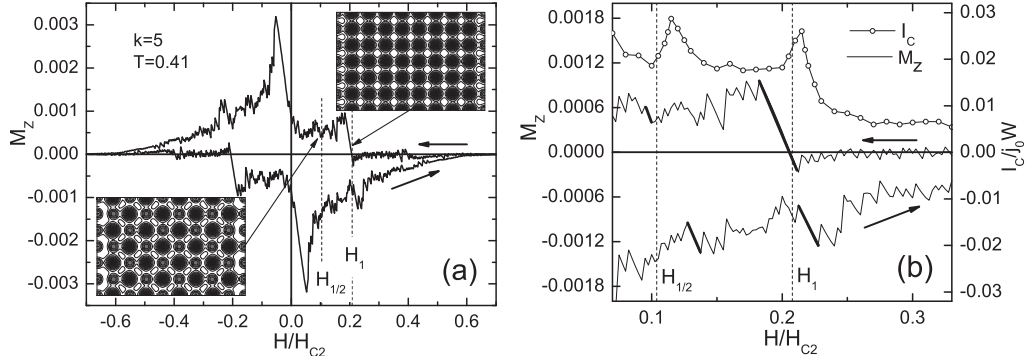 0.003
0.002
0.001
0.000
-0.001
-0.002
-0.003
M_Z
k=5
T=0.41
H_{1/2}
H_1
(a)
-0.6 -0.4 -0.2 0.0 0.2 0.4 0.6
H/H_{C2}
0.0018
0.0012
0.0006
0.000
-0.0006
-0.0012
-0.0018
M_Z
I_C
M_Z
0.03
0.02
0.01
0.00
-0.01
-0.02
-0.03
I_C/j_0W
H_{1/2}
H_1
(b)
0.1 0.2 0.3
H/H_{C2}